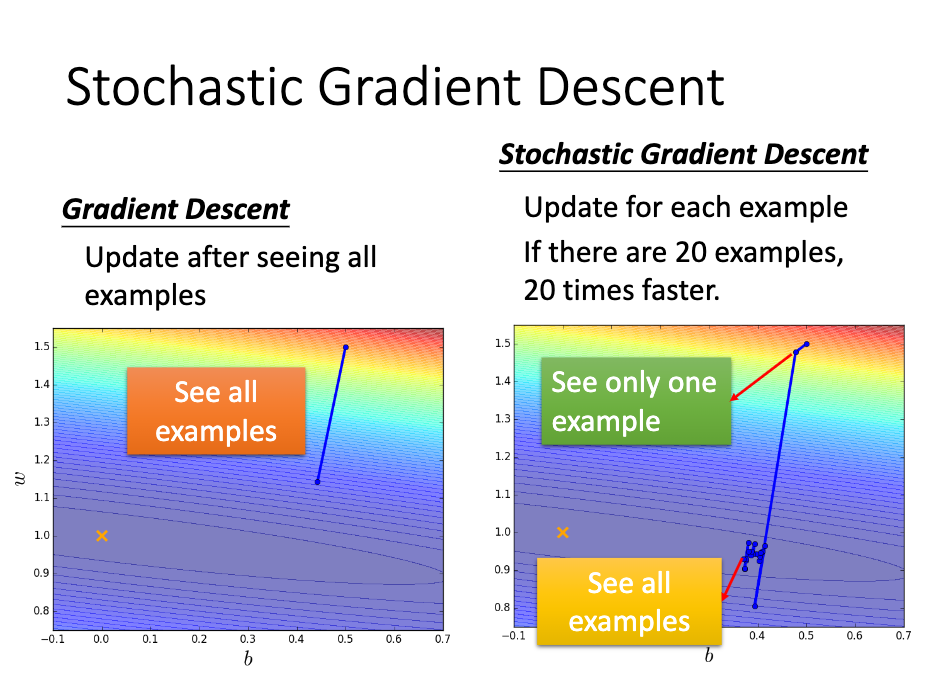 Stochastic Gradient Descent
Gradient Descent
Update after seeing all
examples
Stochastic Gradient Descent
Update for each example
If there are 20 examples,
20 times faster.
1.5
1.4
1.3
1.2
1.1
1.0
0.9
0.8
w
See all
examples
−0.1 0.0 0.1 0.2 0.3 0.4 0.5 0.6 0.7
b
1.5
1.4
1.3
1.2
1.1
1.0
0.9
0.8
See only one
example
See all
examples
−0.1 0.4 0.5 0.6 0.7
b